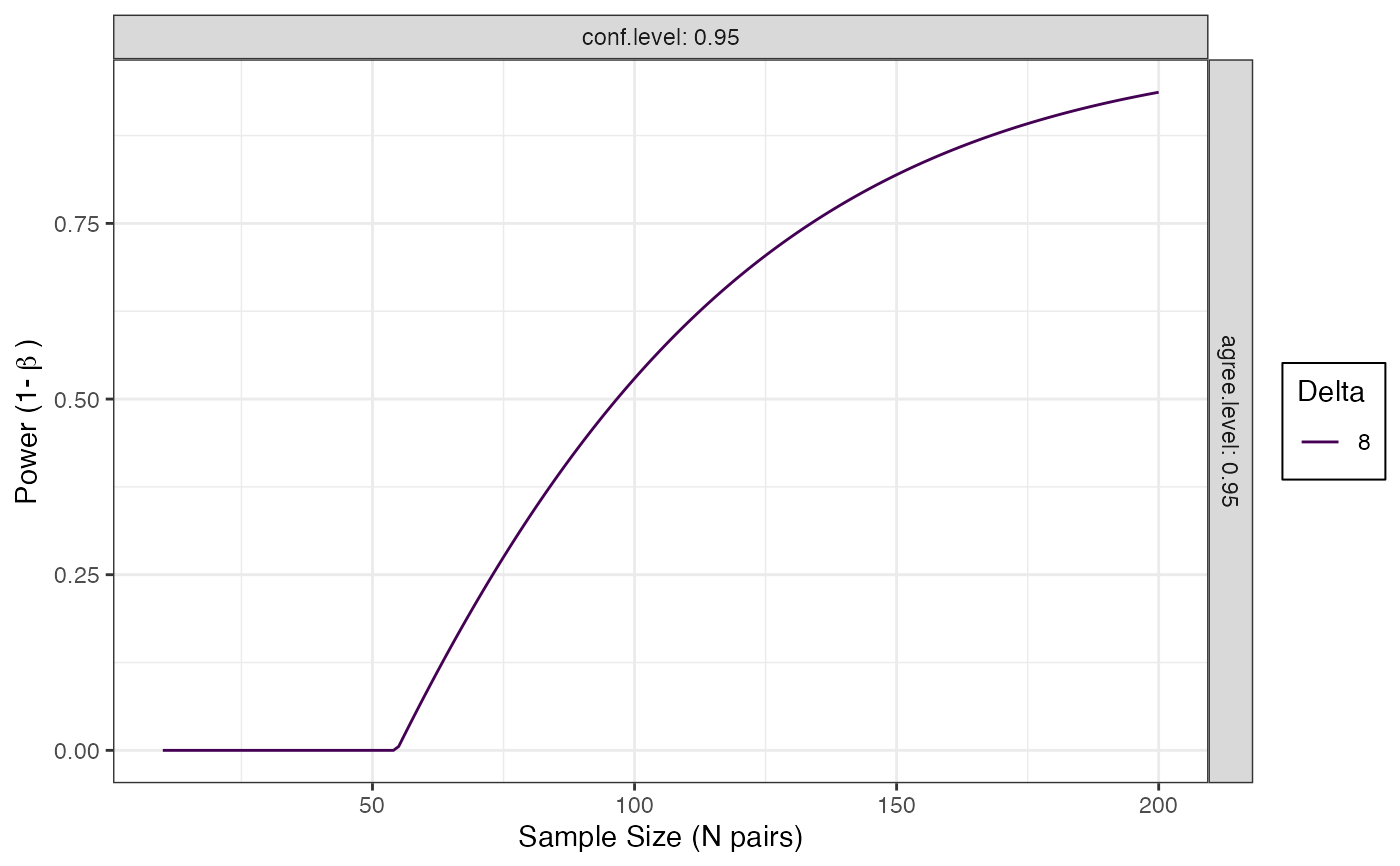 conf.level: 0.95
Power (1- β )
0.75
0.50
0.25
0.00
50
100
150
200
Sample Size (N pairs)
agree.level: 0.95
Delta
8